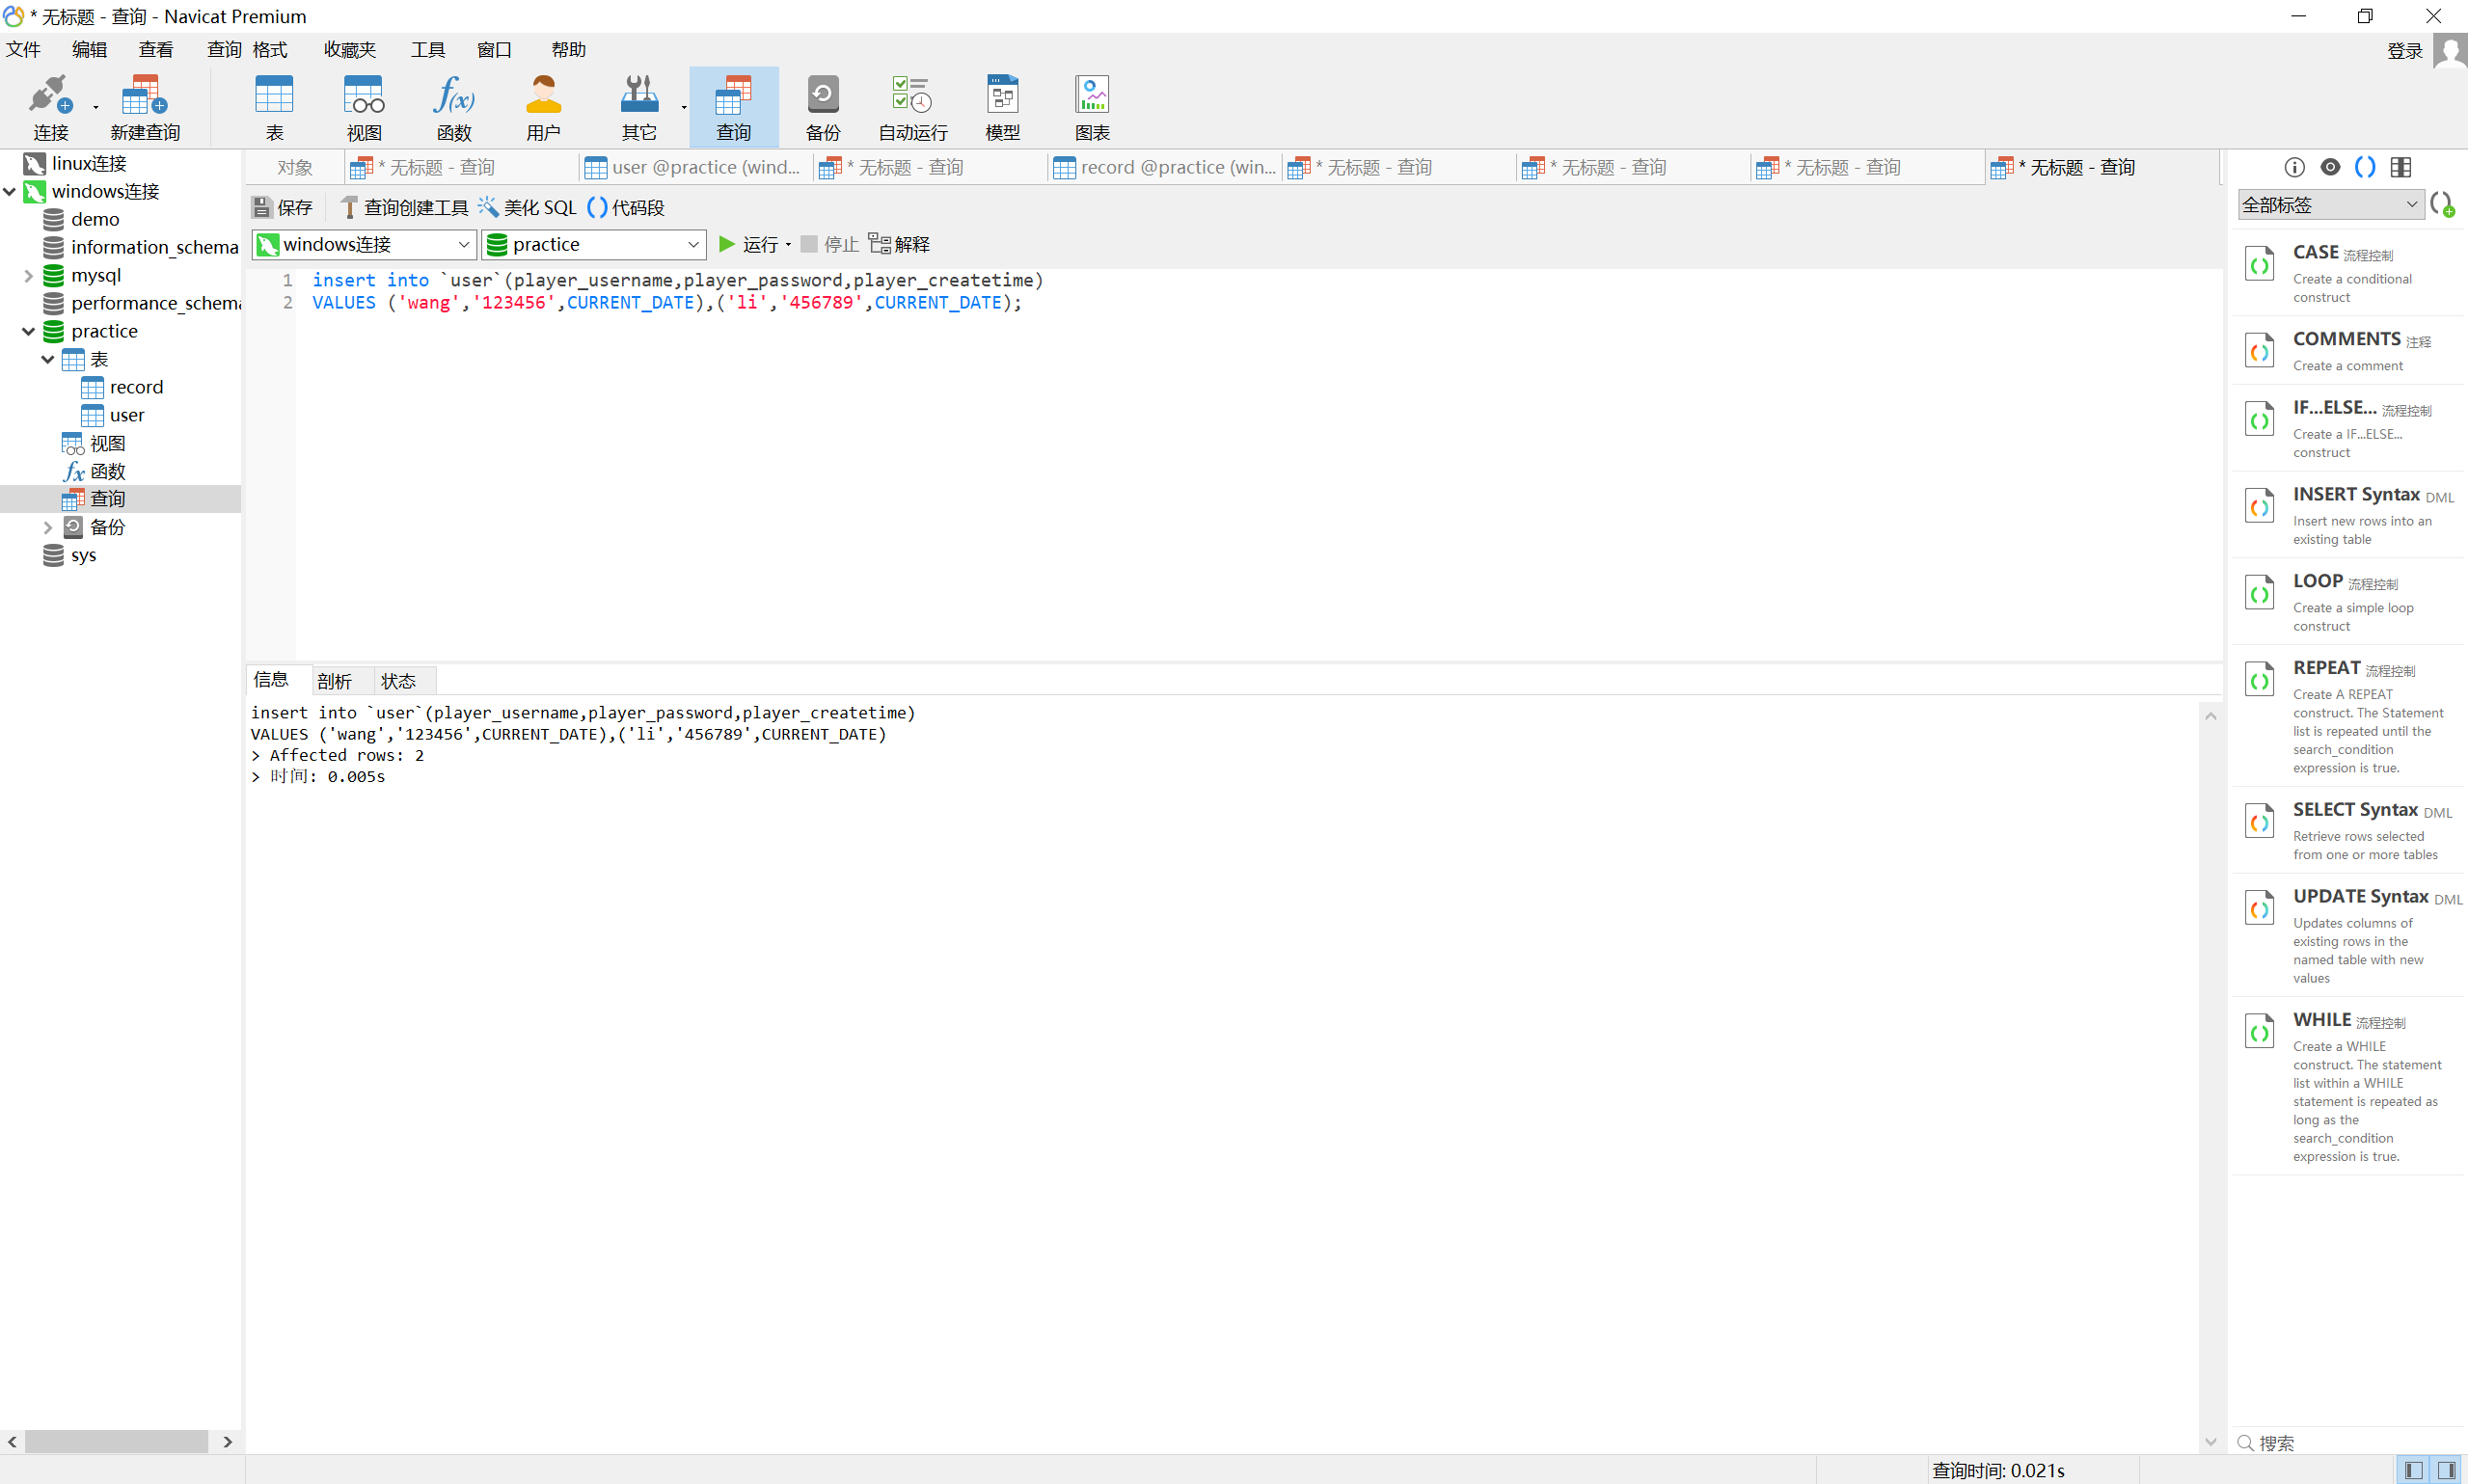 * 无标题 - 查询 - Navicat Premium
文件 编辑 查看 查询 格式 收藏夹 工具 窗口 帮助 登录
连接 新建查询 表 视图 函数 用户 其它 查询 备份 自动运行 模型 图表
linux连接
windows连接
demo
information_schema
mysql
performance_schema
practice
表
record
user
视图
函数
查询
备份
sys
对象 * 无标题 - 查询 user @practice (wind... * 无标题 - 查询 record @practice (win... * 无标题 - 查询 * 无标题 - 查询 * 无标题 - 查询 * 无标题 - 查询
保存 查询创建工具 美化 SQL 代码段
windows连接 practice 运行 停止 解释
1 insert into `user`(player_username,player_password,player_createtime)
2 VALUES ('wang','123456',CURRENT_DATE),('li','456789',CURRENT_DATE);
信息 剖析 状态
insert into `user`(player_username,player_password,player_createtime)
VALUES ('wang','123456',CURRENT_DATE),('li','456789',CURRENT_DATE)
> Affected rows: 2
> 时间: 0.005s
全部标签
CASE 流程控制
Create a conditional
construct
COMMENTS 注释
Create a comment
IF...ELSE... 流程控制
Create a IF...ELSE...
construct
INSERT Syntax DML
Insert new rows into an
existing table
LOOP 流程控制
Create a simple loop
construct
REPEAT 流程控制
Create A REPEAT
construct. The Statement
list is repeated until the
search_condition
expression is true.
SELECT Syntax DML
Retrieve rows selected
from one or more tables
UPDATE Syntax DML
Updates columns of
existing rows in the
named table with new
values
WHILE 流程控制
Create a WHILE
construct. The statement
list within a WHILE
statement is repeated as
long as the
search_condition
expression is true.
搜索
查询时间: 0.021s